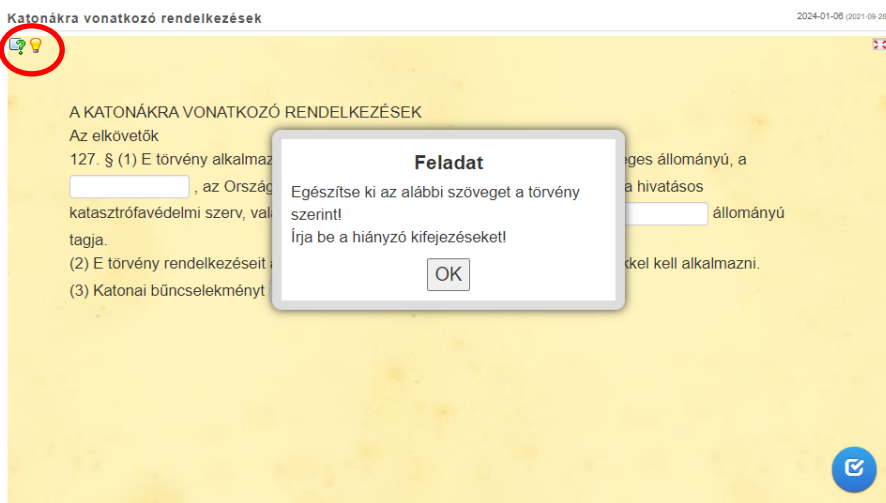 Katonákra vonatkozó rendelkezések
2024-01-06 (2021-09-28
A KATONÁKRA VONATKOZÓ RENDELKEZÉSEK
Az elkövetők
127. § (1) E törvény alkalmaz
eges állományú, a
, azOrszág
a hivatásos
katasztrófavédelmi szerv, val
állományú
tagja.
(2) E törvény rendelkezéseit
kkel kell alkalmazni.
(3) Katonai bűncselekményt
Feladat
Egészítse ki az alábbi szöveget a törvény
szerint!
Írja be a hiányzó kifejezéseket!
OK